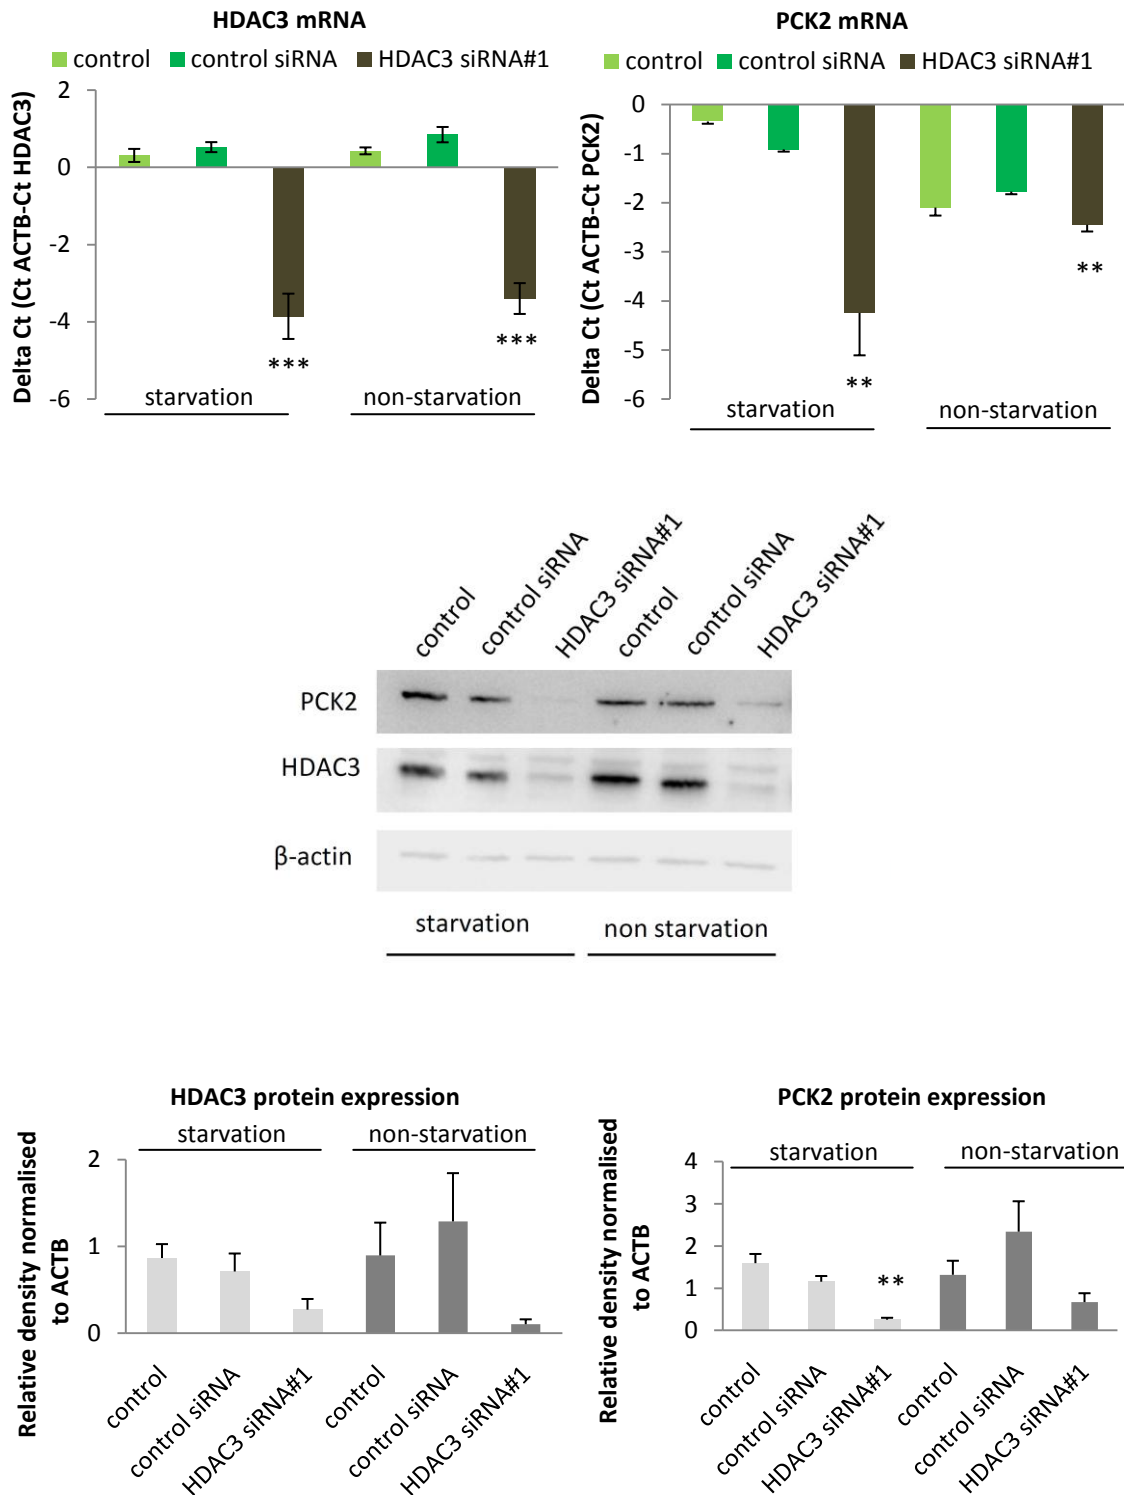 HDAC3 mRNA
control control siRNA HDAC3 siRNA#1
Delta Ct (Ct ACTB-Ct HDAC3)
2
0
-2
-4
-6
***
***
starvation non-starvation
PCK2 mRNA
control control siRNA HDAC3 siRNA#1
Delta Ct (Ct ACTB-Ct PCK2)
0
-1
-2
-3
-4
-5
-6
**
**
starvation non-starvation
control control siRNA HDAC3 siRNA#1 control control siRNA HDAC3 siRNA#1
PCK2
HDAC3
β-actin
starvation non starvation
HDAC3 protein expression
starvation non-starvation
Relative density normalised
to ACTB
2
1
0
control control siRNA HDAC3 siRNA#1 control control siRNA HDAC3 siRNA#1
PCK2 protein expression
starvation non-starvation
Relative density normalised
to ACTB
4
3
2
1
0
**
control control siRNA HDAC3 siRNA#1 control control siRNA HDAC3 siRNA#1